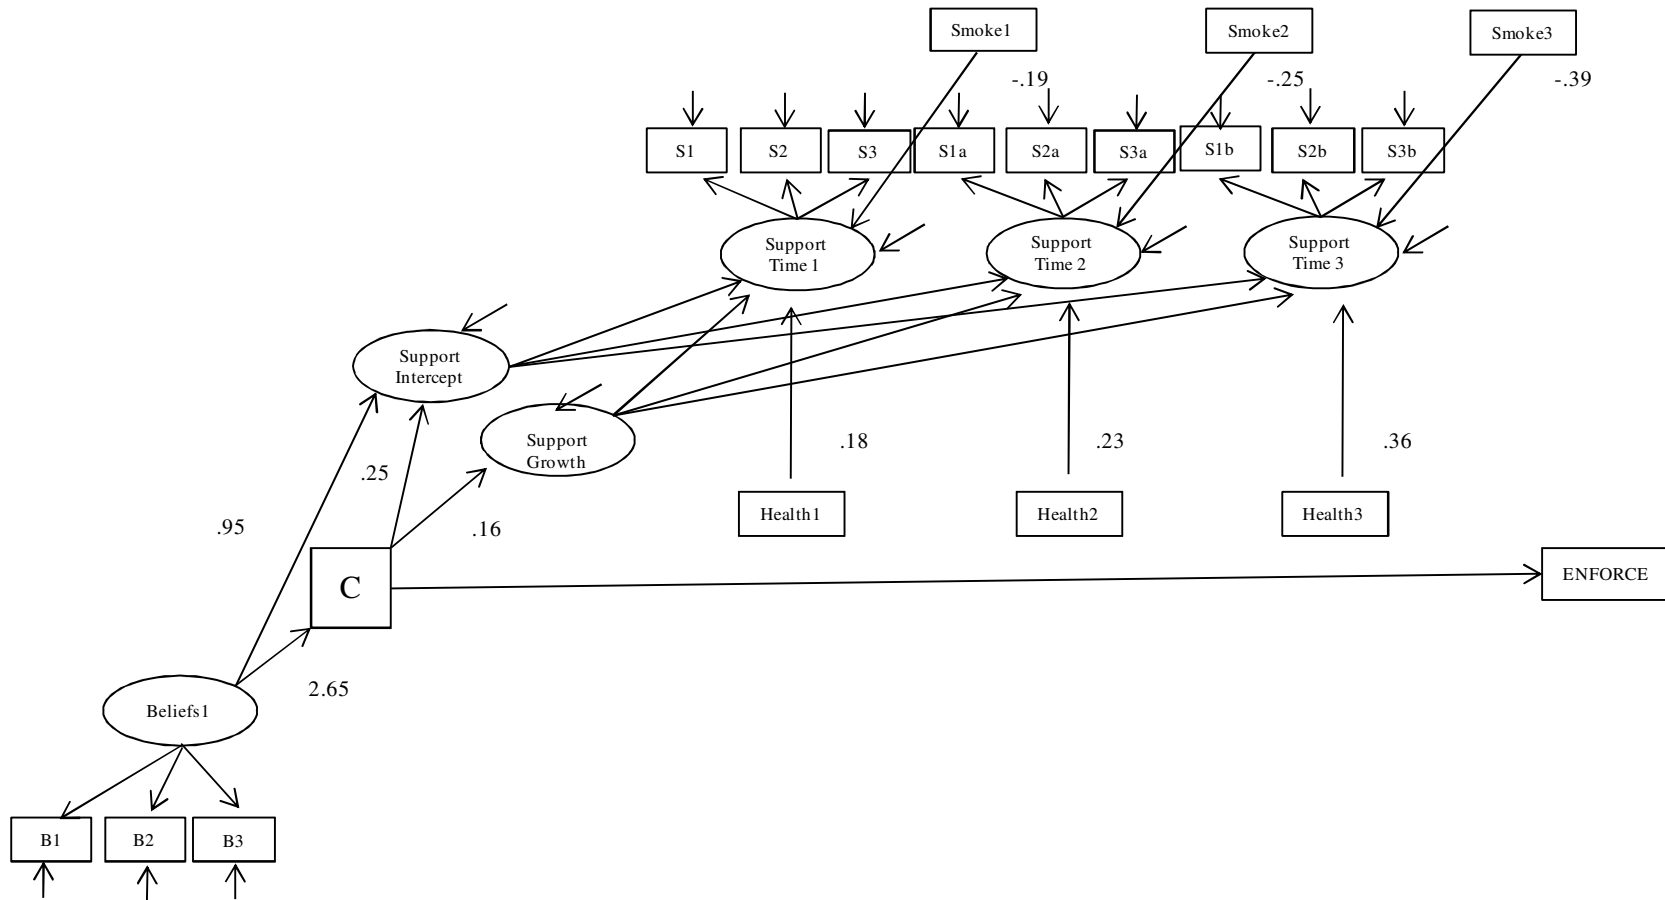 Smoke1
Smoke2
Smoke3
-.19
-.25
-.39
S1
S2
S3
S1a
S2a
S3a
S1b
S2b
S3b
Support
Time 1
Support
Time 2
Support
Time 3
Support
Intercept
Support
Growth
.18
.23
.36
.25
.95
.16
Health1
Health2
Health3
C
ENFORCE
2.65
Beliefs1
B1
B2
B3